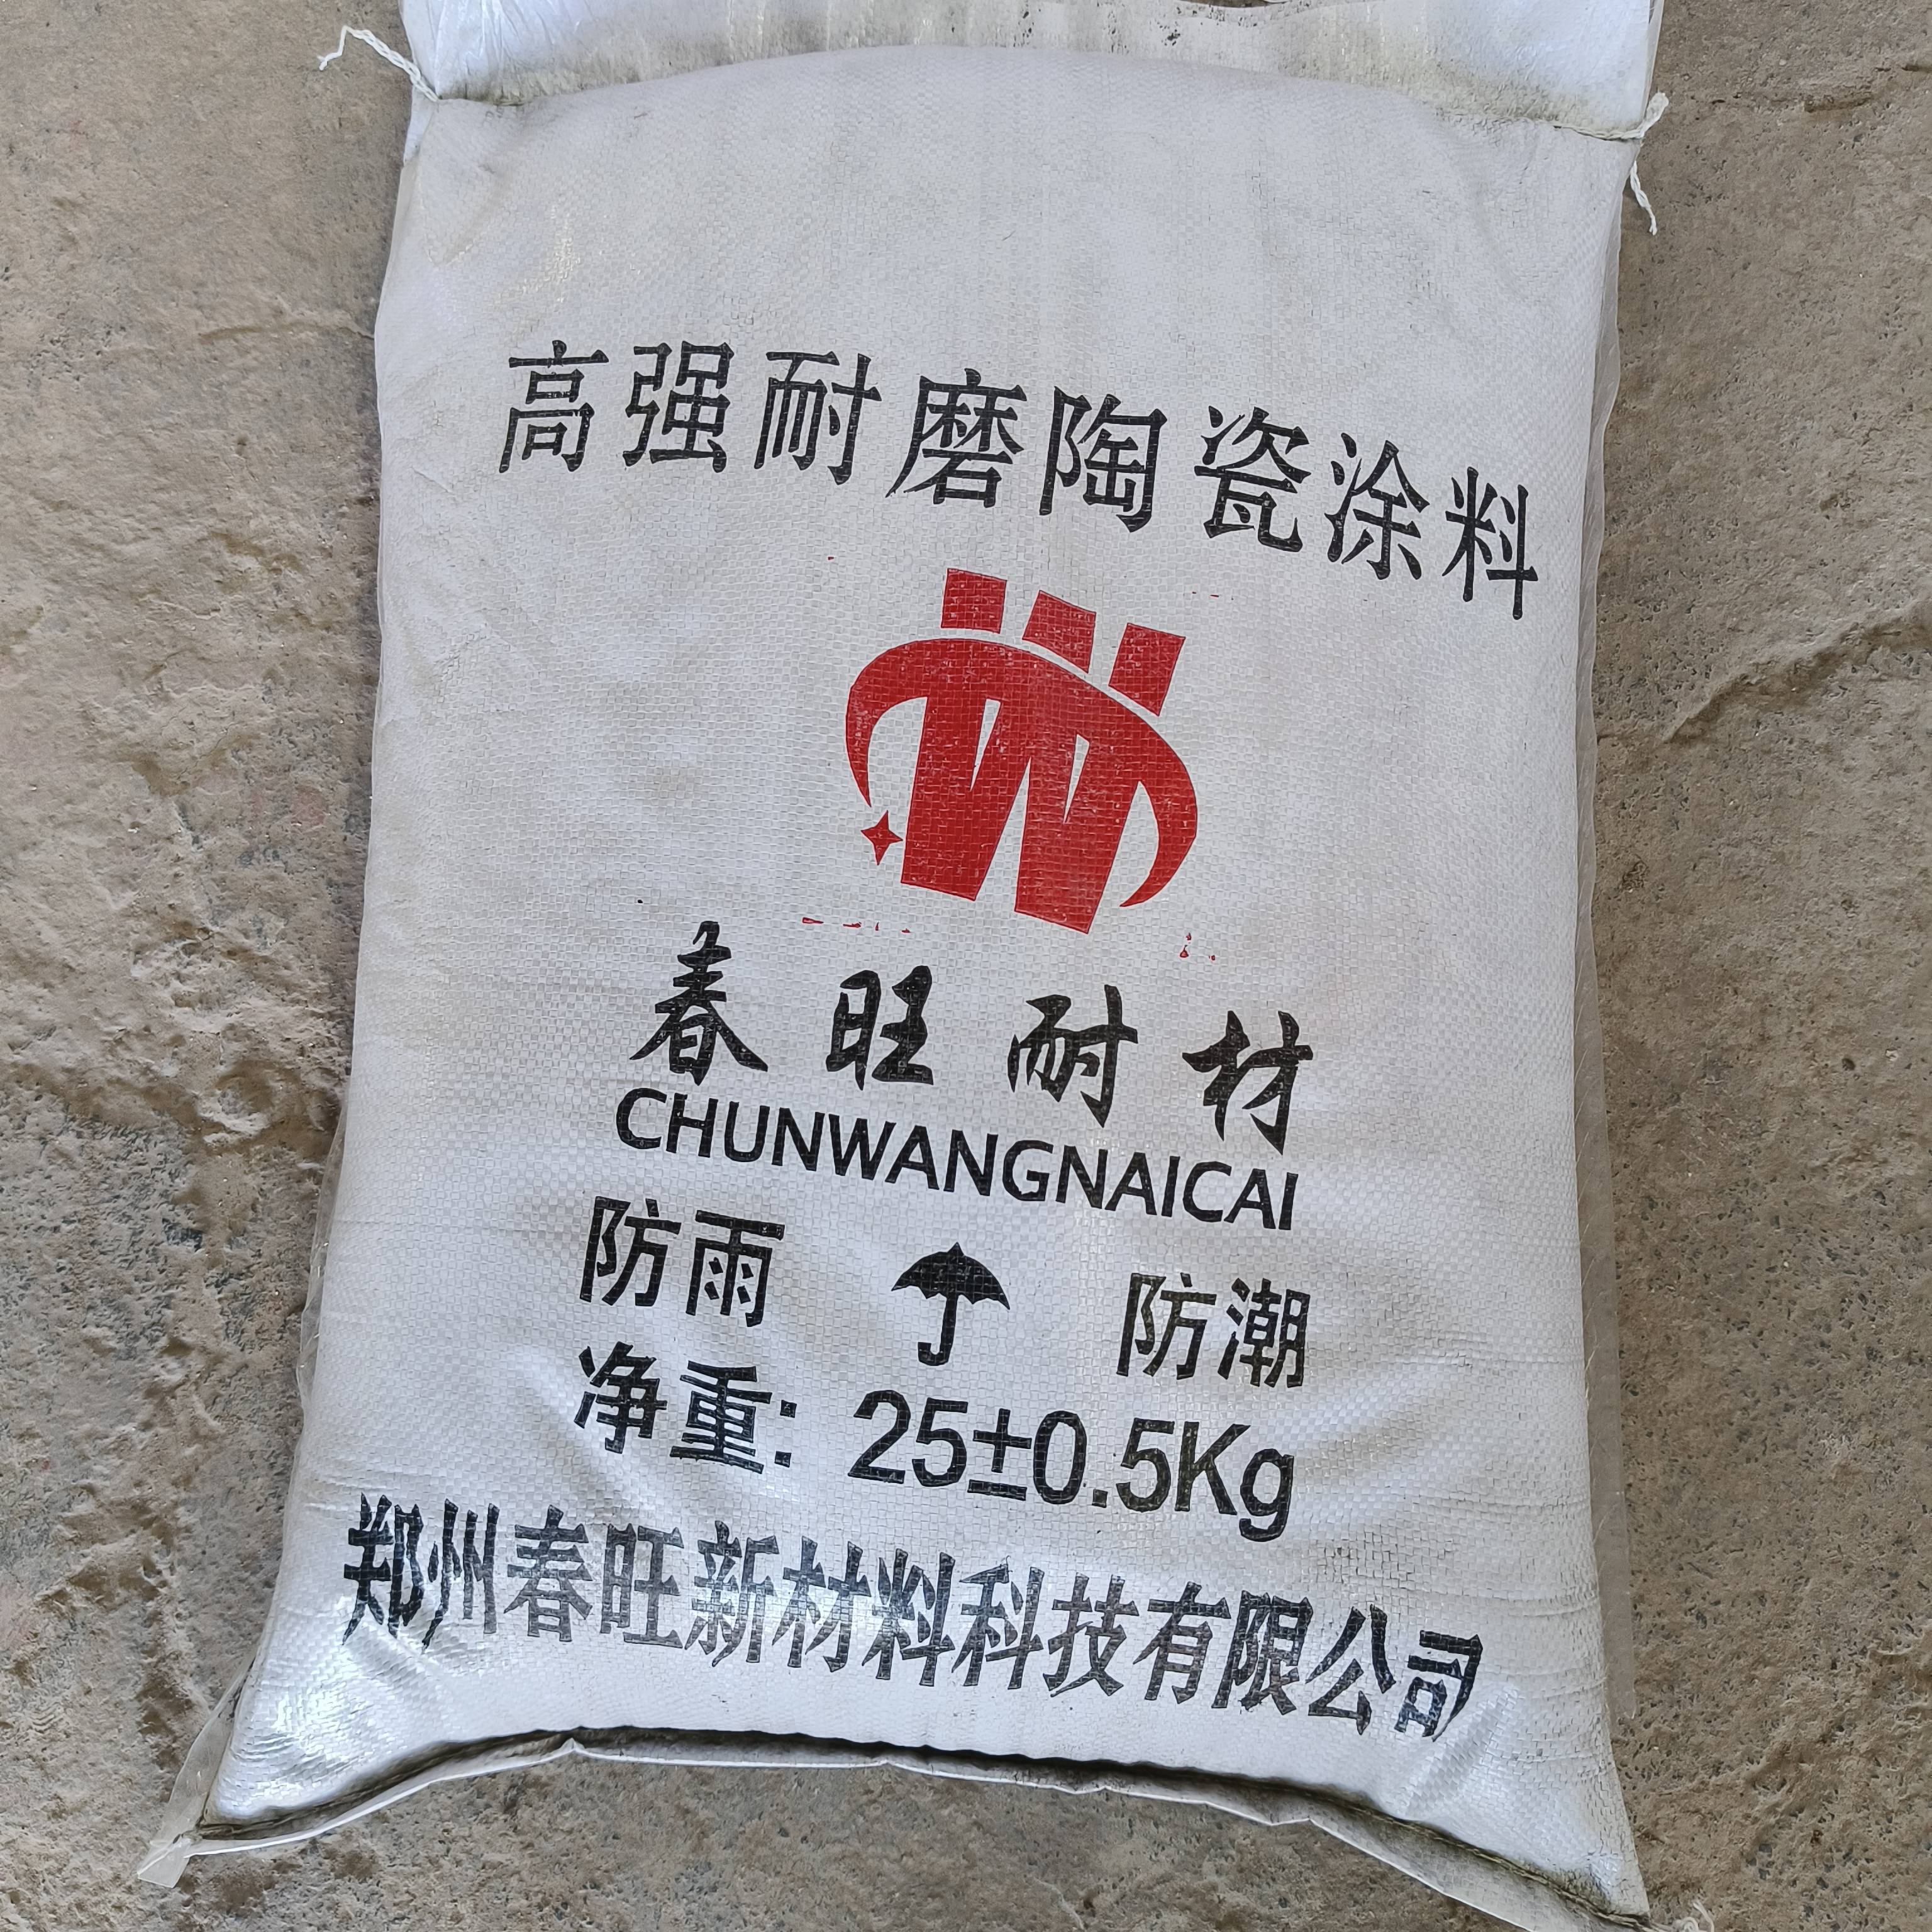 高强耐磨陶瓷涂料
春旺耐材
CHUNWANGNAICAI
防雨 防潮
净重: 25±0.5Kg
郑州春旺新材料科技有限公司